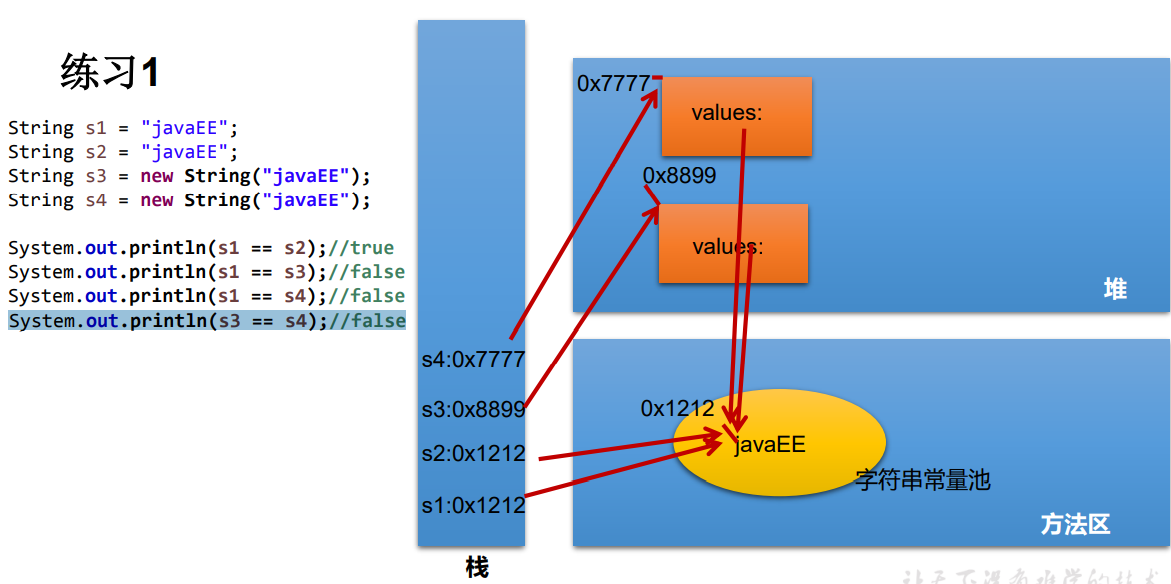 练习1
String s1 = "javaEE";
String s2 = "javaEE";
String s3 = new String("javaEE");
String s4 = new String("javaEE");
System.out.println(s1 == s2);//true
System.out.println(s1 == s3);//false
System.out.println(s1 == s4);//false
System.out.println(s3 == s4);//false
s4:0x7777
s3:0x8899
s2:0x1212
s1:0x1212
栈
0x7777
values:
0x8899
values:
堆
0x1212
javaEE
字符串常量池
方法区